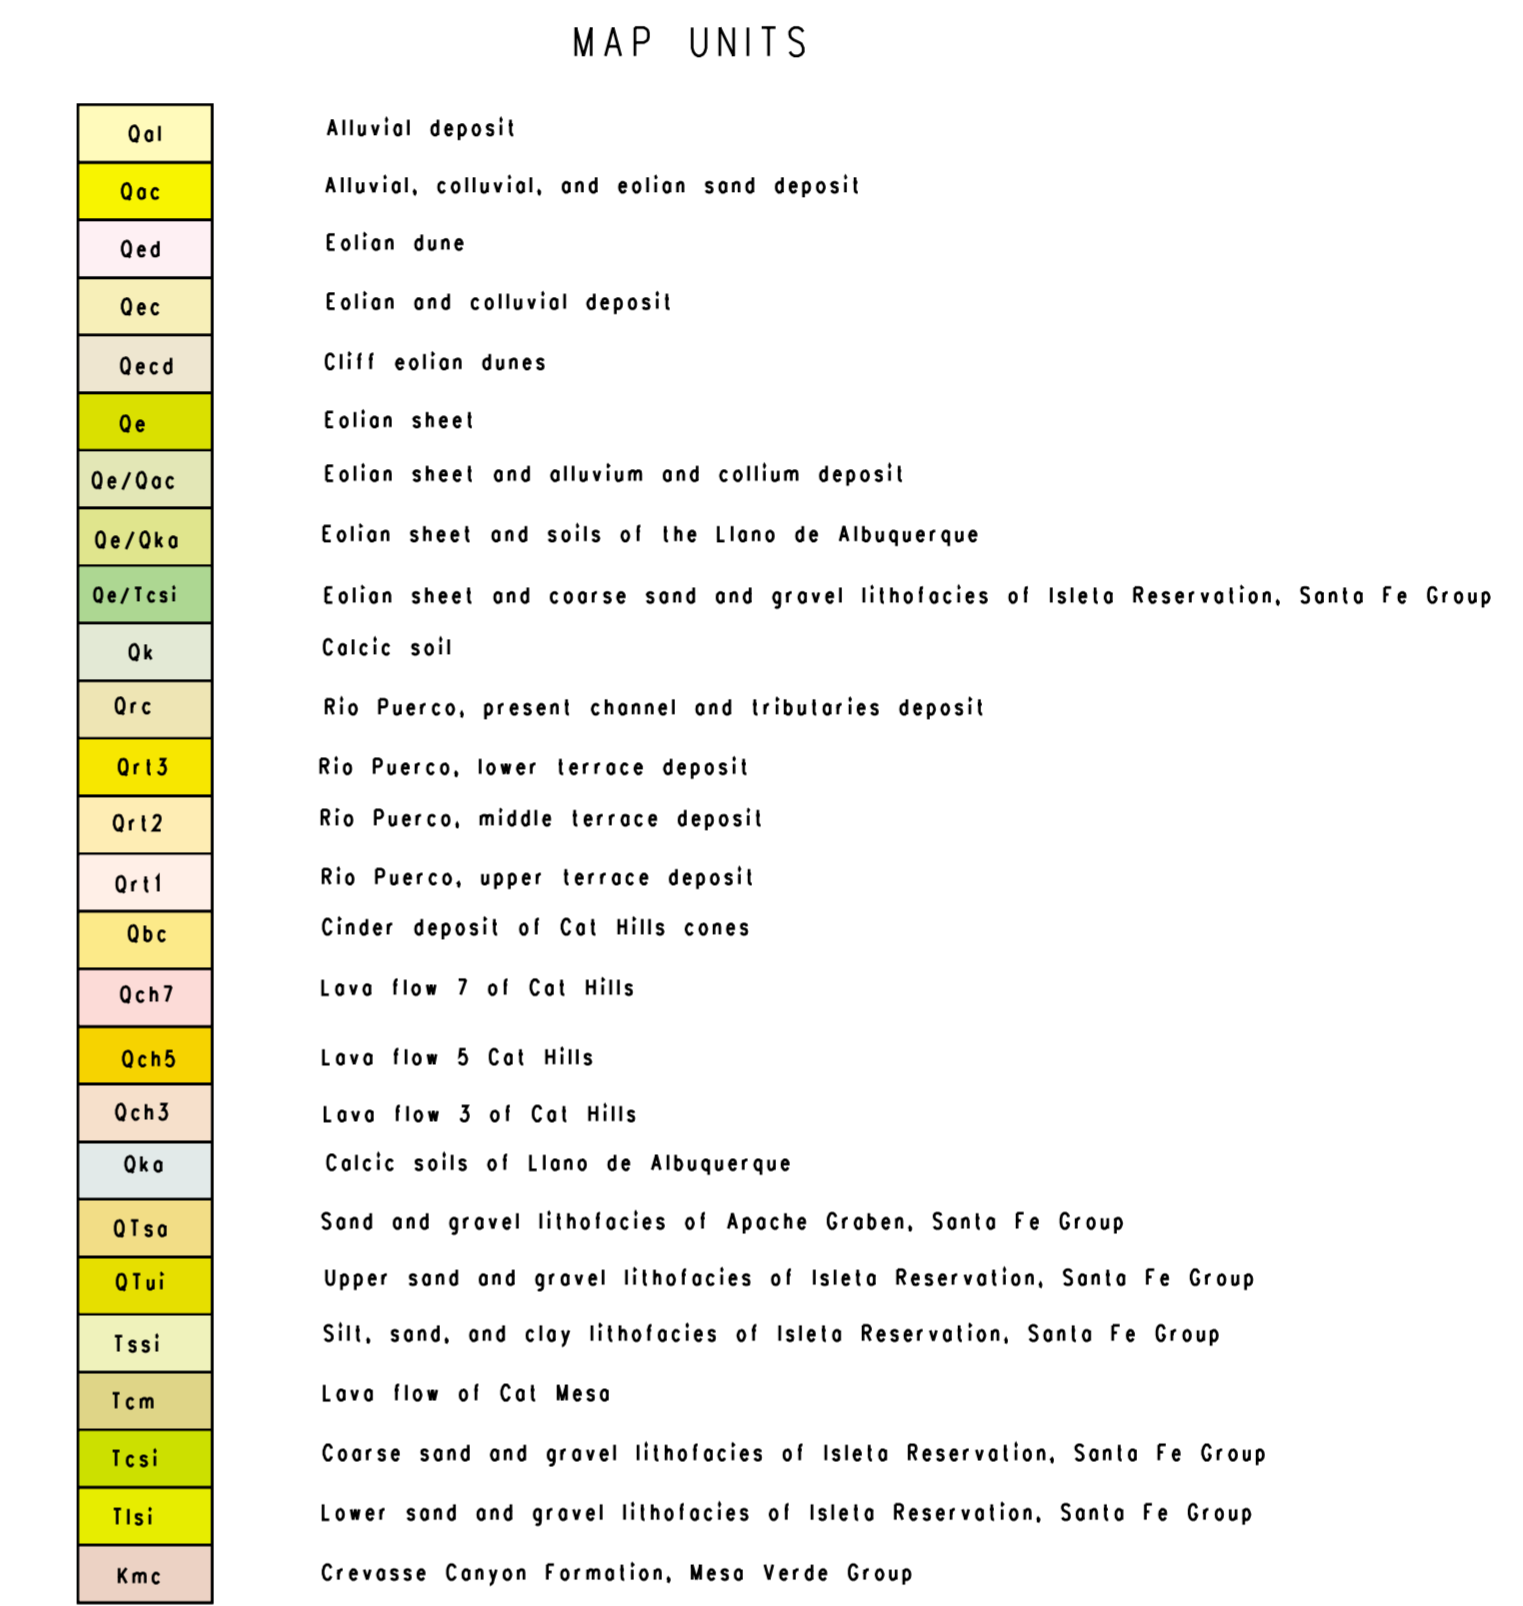 MAP UNITS
Qal Alluvial deposit
Qac Alluvial, colluvial, and eolian sand deposit
Qed Eolian dune
Qec Eolian and colluvial deposit
Qecd Cliff eolian dunes
Qe Eolian sheet
Qe/Qac Eolian sheet and alluvium and collium deposit
Qe/Qka Eolian sheet and soils of the Llano de Albuquerque
Qe/Tcsi Eolian sheet and coarse sand and gravel lithofacies of Isleta Reservation, Santa Fe Group
Qk Calcic soil
Qrc Rio Puerco, present channel and tributaries deposit
Qrt3 Rio Puerco, lower terrace deposit
Qrt2 Rio Puerco, middle terrace deposit
Qrt1 Rio Puerco, upper terrace deposit
Qbc Cinder deposit of Cat Hills cones
Qch7 Lava flow 7 of Cat Hills
Qch5 Lava flow 5 Cat Hills
Qch3 Lava flow 3 of Cat Hills
Qka Calcic soils of Llano de Albuquerque
QTsa Sand and gravel lithofacies of Apache Graben, Santa Fe Group
QTui Upper sand and gravel lithofacies of Isleta Reservation, Santa Fe Group
Tssi Silt, sand, and clay lithofacies of Isleta Reservation, Santa Fe Group
Tcm Lava flow of Cat Mesa
Tcsi Coarse sand and gravel lithofacies of Isleta Reservation, Santa Fe Group
Tlsi Lower sand and gravel lithofacies of Isleta Reservation, Santa Fe Group
Kmc Crevasse Canyon Formation, Mesa Verde Group